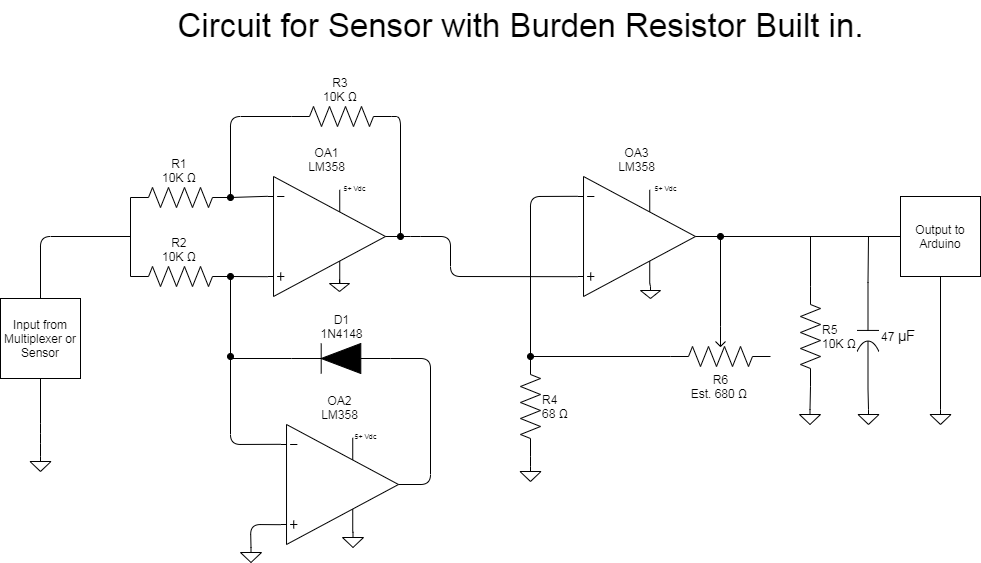 Circuit for Sensor with Burden Resistor Built in.
R3
10K Ω
R1
10K Ω
OA1
LM358
5+ Vdc
−
+
OA3
LM358
5+ Vdc
−
+
R2
10K Ω
Output to
Arduino
Input from
Multiplexer or
Sensor
D1
1N4148
R5
10K Ω
47 µF
R6
Est. 680 Ω
OA2
LM358
5+ Vdc
−
+
R4
68 Ω